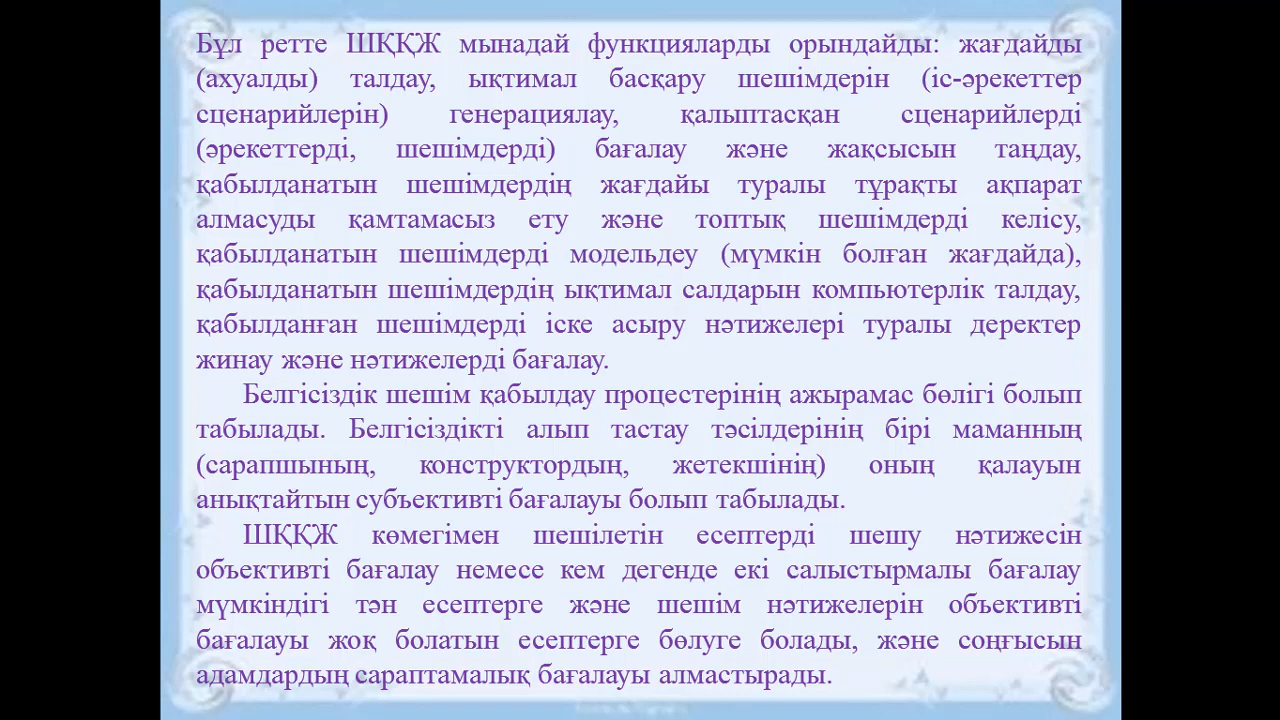 Бұл ретте ШҚҚЖ мынадай функцияларды орындайды: жағдайды
(ахуалды) талдау, ықтимал басқару шешімдерін (іс-әрекеттер
сценарийлерін) генерациялау, қалыптасқан сценарийлерді
(әрекеттерді, шешімдерді) бағалау және жақсысын таңдау,
қабылданатын шешімдердің жағдайы туралы тұрақты ақпарат
алмасуды қамтамасыз ету және топтық шешімдерді келісу,
қабылданатын шешімдерді модельдеу (мүмкін болған жағдайда),
қабылданатын шешімдердің ықтимал салдарын компьютерлік талдау,
қабылданған шешімдерді іске асыру нәтижелері туралы деректер
жинау және нәтижелерді бағалау.
Белгісіздік шешім қабылдау процестерінің ажырамас бөлігі болып
табылады. Белгісіздікті алып тастау тәсілдерінің бірі маманның
(сарапшының, конструктордың, жетекшінің) оның қалауын
анықтайтын субъективті бағалауы болып табылады.
ШҚҚЖ көмегімен шешілетін есептерді шешу нәтижесін
объективті бағалау немесе кем дегенде екі салыстырмалы бағалау
мүмкіндігі тән есептерге және шешім нәтижелерін объективті
бағалауы жоқ болатын есептерге бөлуге болады, және соңғысын
адамдардың сараптамалық бағалауы алмастырады.